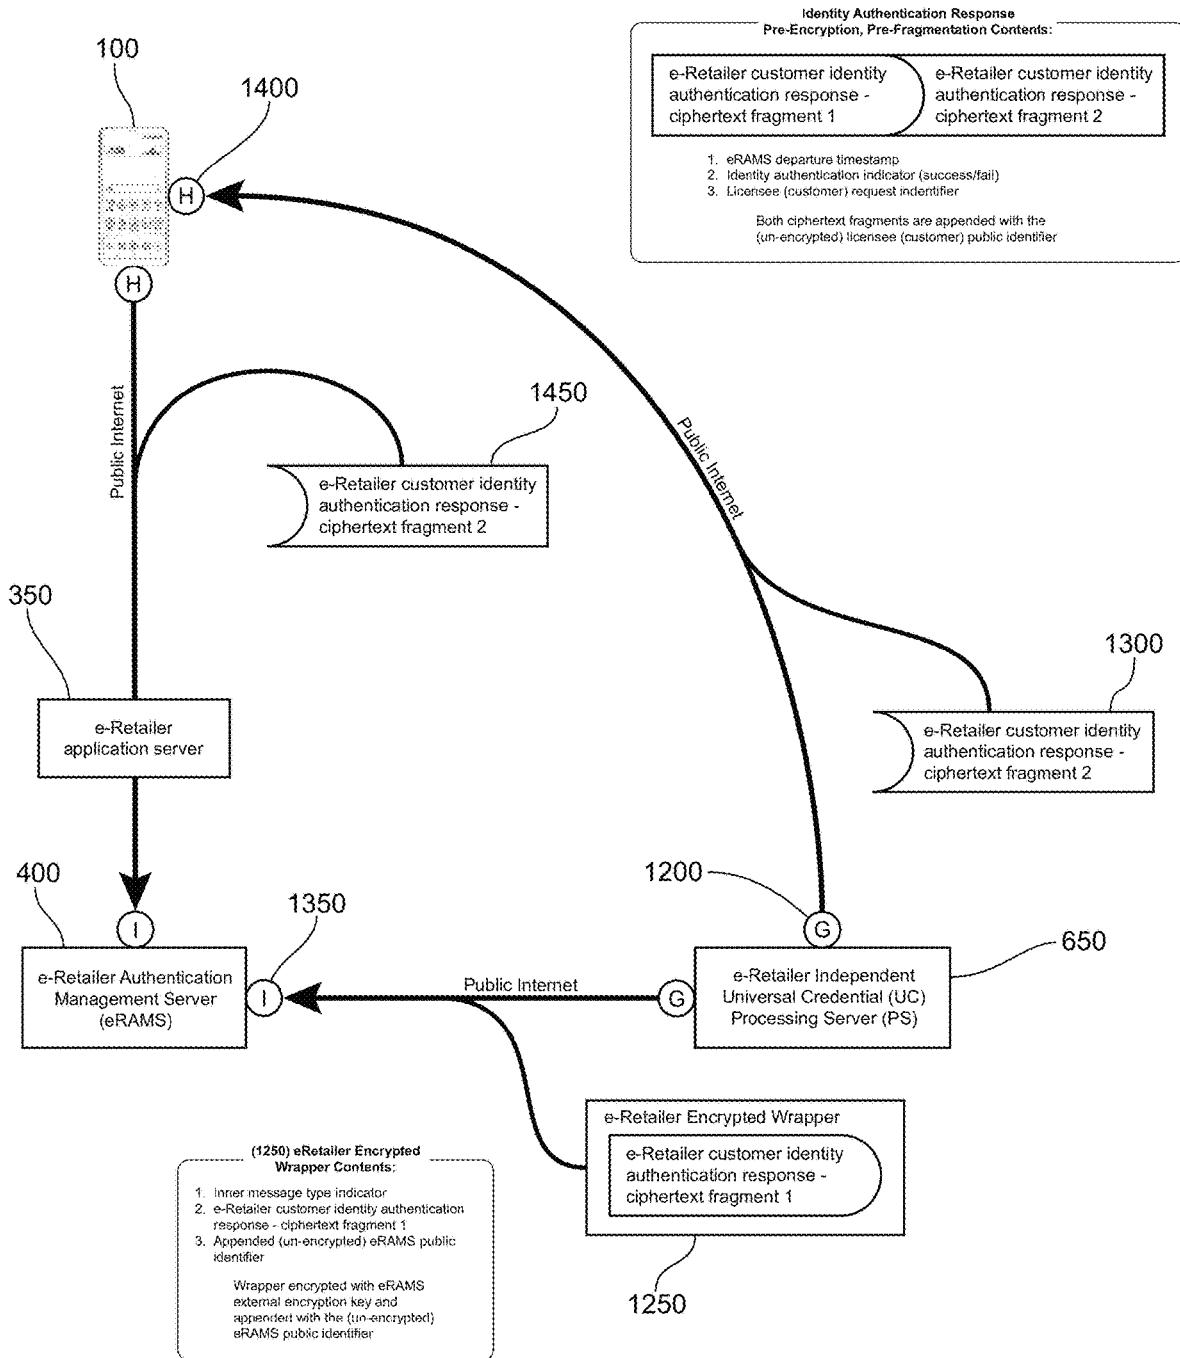 Identity Authentication Response
Pre-Encryption, Pre-Fragmentation Contents:
e-Retailer customer identity
authentication response -
ciphertext fragment 1
e-Retailer customer identity
authentication response -
ciphertext fragment 2
1. eRAMS departure timestamp
2. Identity authentication indicator (success/fail)
3. Licensee (customer) request indentifier
Both ciphertext fragments are appended with the
(un-encrypted) licensee (customer) public identifier
100
1400
H
H
Public Internet
1450
e-Retailer customer identity
authentication response -
ciphertext fragment 2
Public Internet
350
e-Retailer
application server
1300
e-Retailer customer identity
authentication response -
ciphertext fragment 2
400
I
1350
1200
G
650
e-Retailer Authentication
Management Server
(eRAMS)
I
Public Internet
G
e-Retailer Independent
Universal Credential (UC)
Processing Server (PS)
e-Retailer Encrypted Wrapper
e-Retailer customer identity
authentication response -
ciphertext fragment 1
1250
(1250) eRetailer Encrypted
Wrapper Contents:
1. Inner message type indicator
2. e-Retailer customer identity authentication
response - ciphertext fragment 1
3. Appended (un-encrypted) eRAMS public
identifier
Wrapper encrypted with eRAMS
external encryption key and
appended with the (un-encrypted)
eRAMS public identifier